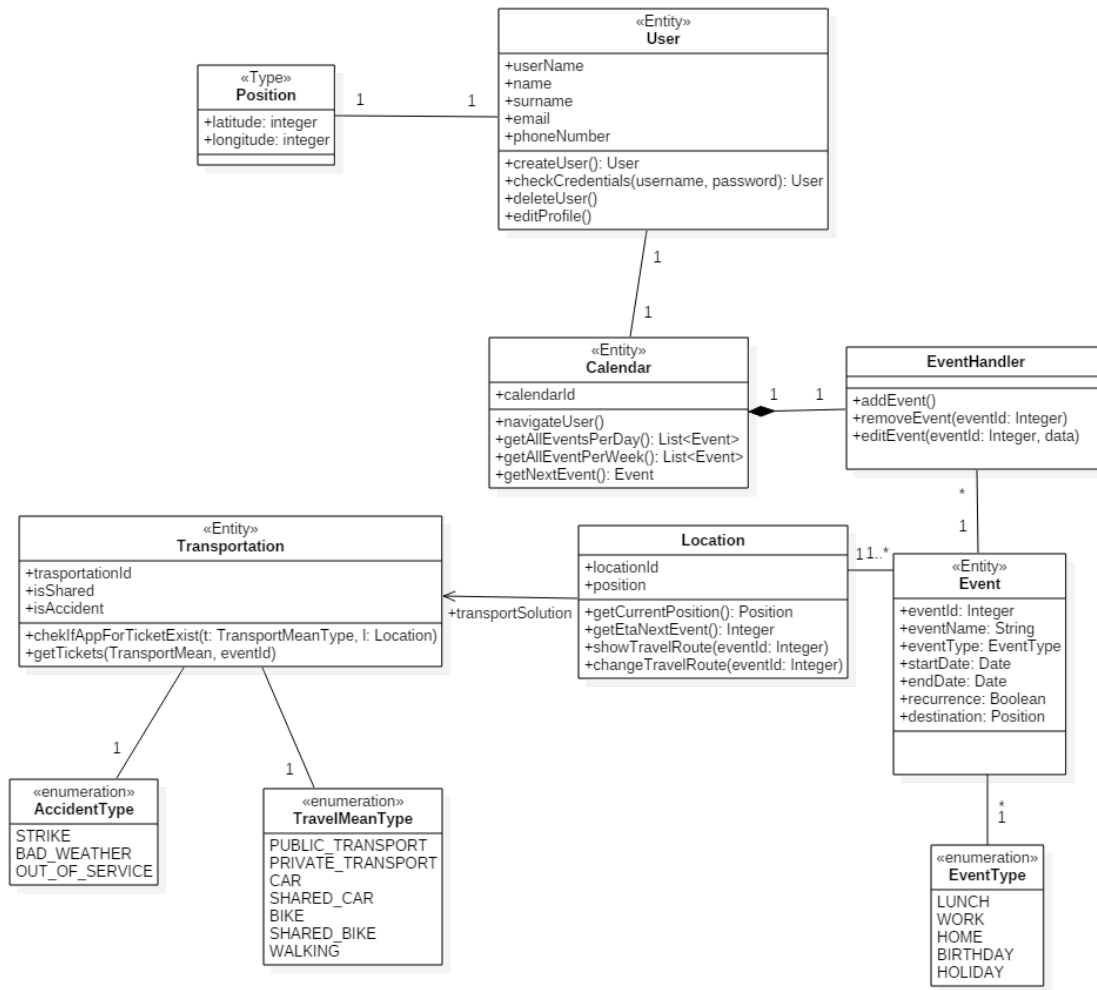 «Entity»
User
+userName
+name
+surname
+email
+phoneNumber
+createUser(): User
+checkCredentials(username, password): User
+deleteUser()
+editProfile()
«Type»
Position
+latitude: integer
+longitude: integer
1
1
1
1
«Entity»
Calendar
+calendarId
+navigateUser()
+getAllEventsPerDay(): List<Event>
+getAllEventPerWeek(): List<Event>
+getNextEvent(): Event
1
1
EventHandler
+addEvent()
+removeEvent(eventId: Integer)
+editEvent(eventId: Integer, data)
*
1
«Entity»
Transportation
+trasportationId
+isShared
+isAccident
+chekIfAppForTicketExist(t: TransportMeanType, l: Location)
+getTickets(TransportMean, eventId)
+transportSolution
Location
+locationId
+position
+getCurrentPosition(): Position
+getEtaNextEvent(): Integer
+showTravelRoute(eventId: Integer)
+changeTravelRoute(eventId: Integer)
1
1..*
«Entity»
Event
+eventId: Integer
+eventName: String
+eventType: EventType
+startDate: Date
+endDate: Date
+recurrence: Boolean
+destination: Position
1
1
*
1
«enumeration»
AccidentType
STRIKE
BAD_WEATHER
OUT_OF_SERVICE
«enumeration»
TravelMeanType
PUBLIC_TRANSPORT
PRIVATE_TRANSPORT
CAR
SHARED_CAR
BIKE
SHARED_BIKE
WALKING
«enumeration»
EventType
LUNCH
WORK
HOME
BIRTHDAY
HOLIDAY